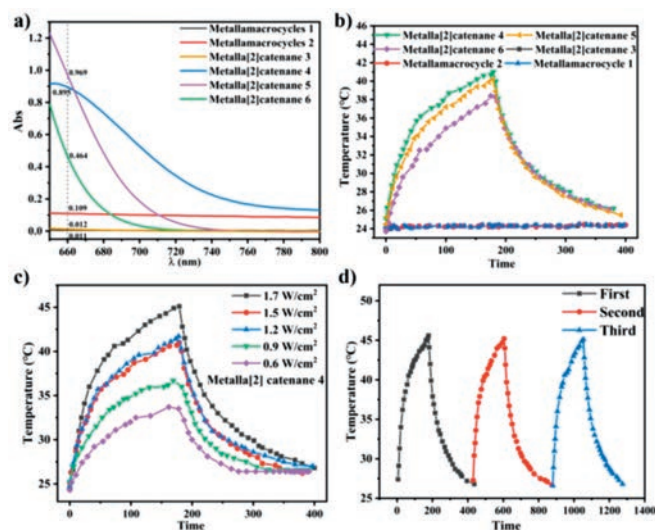 a)
Metallamacrocycles 1
Metallamacrocycles 2
Metalla[2]catenane 3
Metalla[2]catenane 4
Metalla[2]catenane 5
Metalla[2]catenane 6
1.2
1.0
0.8
0.6
0.4
0.2
0.0
0.969
0.895
0.464
0.109
0.012
0.011
Abs
660 680 700 720 740 760 780 800
λ (nm)
b)
Metalla[2]catenane 4 Metalla[2]catenane 5
Metalla[2]catenane 6 Metalla[2]catenane 3
Metallamacrocycle 2 Metallamacrocycle 1
44
42
40
38
36
34
32
30
28
26
24
Temperature (°C)
0 100 200 300 400
Time
c)
1.7 W/cm²
1.5 W/cm²
1.2 W/cm²
0.9 W/cm²
0.6 W/cm²
Metalla[2] catenane 4
45
40
35
30
25
Temperature (°C)
0 100 200 300 400
Time
d)
First
Second
Third
50
45
40
35
30
26
Temperature (°C)
0 200 400 600 800 1000 1200 1400
Time